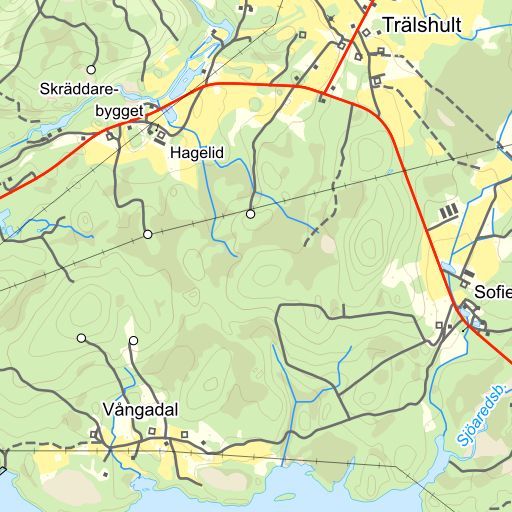 Trälshult
Skräddare-
bygget
Hagelid
Sofie
Vångadal
Sjöaredsb.